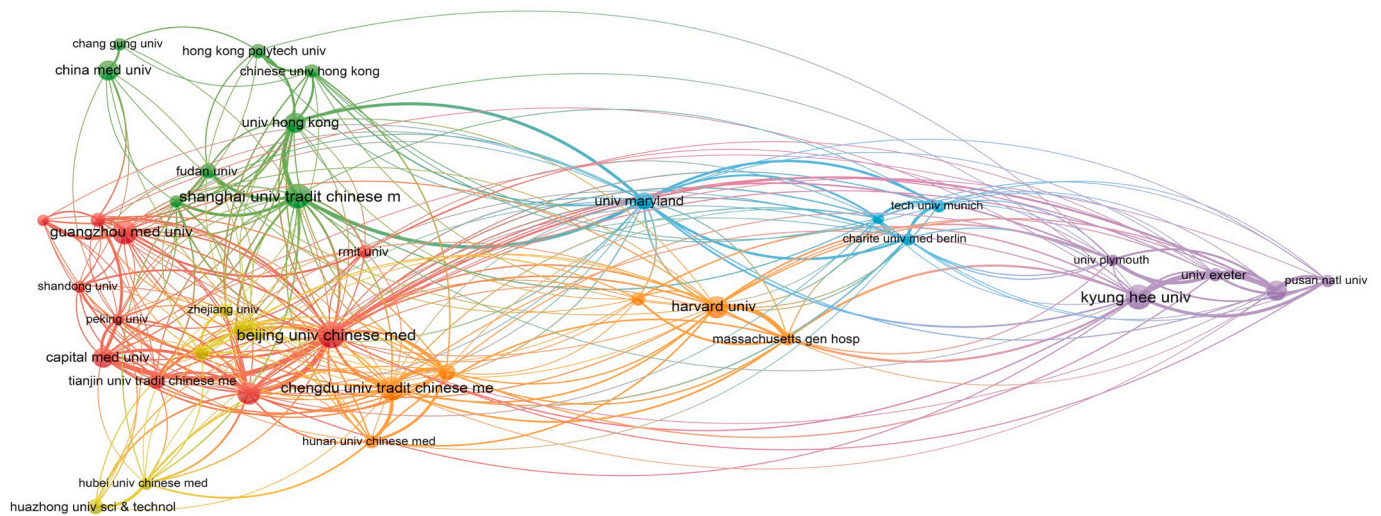 chang gung univ
hong kong polytech univ
china med univ
chinese univ hong kong
univ hong kong
fudan univ
shanghai univ tradit chinese m
univ maryland
tech univ munich
guangzhou med univ
charite univ med berlin
rmit univ
univ plymouth
univ exeter
pusan natl univ
shandong univ
kyung hee univ
zhejiang univ
harvard univ
peking univ
beijing univ chinese med
massachusetts gen hosp
capital med univ
tianjin univ tradit chinese me
chengdu univ tradit chinese me
hunan univ chinese med
hubei univ chinese med
huazhong univ sci & technol